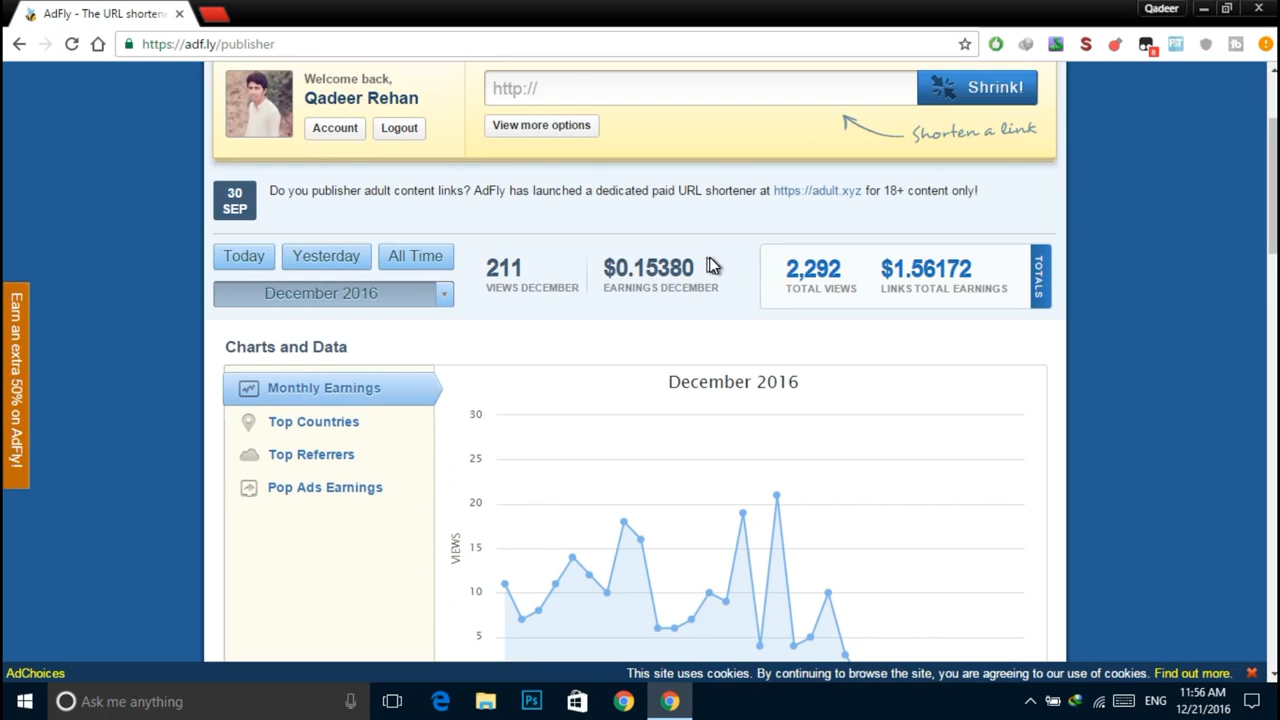 AdFly - The URL shortene
Qadeer
https://adf.ly/publisher
Welcome back,
Qadeer Rehan
Account
Logout
http://
Shrink!
View more options
Shorten a link
30
SEP
Do you publisher adult content links? AdFly has launched a dedicated paid URL shortener at https://adult.xyz for 18+ content only!
Today
Yesterday
All Time
December 2016
211
VIEWS DECEMBER
$0.15380
EARNINGS DECEMBER
2,292
TOTAL VIEWS
$1.56172
LINKS TOTAL EARNINGS
TOTALS
Earn an extra 50% on AdFly!
Charts and Data
Monthly Earnings
Top Countries
Top Referrers
Pop Ads Earnings
December 2016
30
25
20
15
10
5
VIEWS
AdChoices
This site uses cookies. By continuing to browse the site, you are agreeing to our use of cookies. Find out more.
Ask me anything
ENG
11:56 AM
12/21/2016